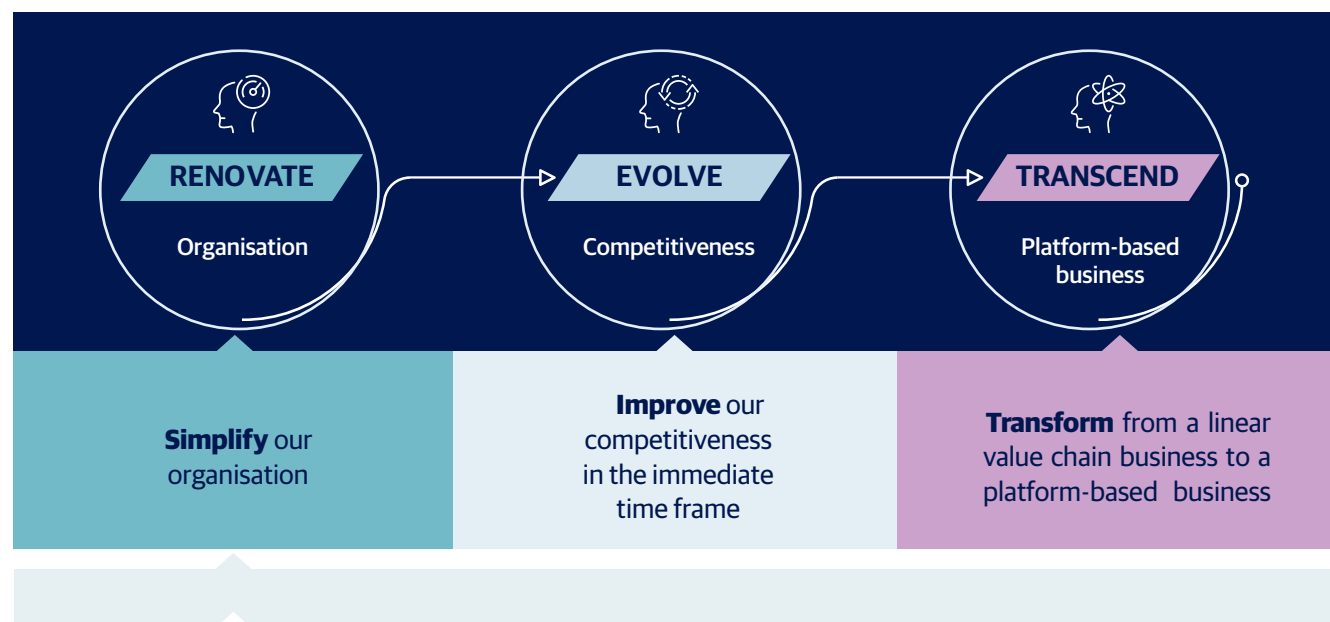 RENOVATE
Organisation
EVOLVE
Competitiveness
TRANSCEND
Platform-based
business
Simplify our
organisation
Improve our
competitiveness
in the immediate
time frame
Transform from a linear
value chain business to a
platform-based business